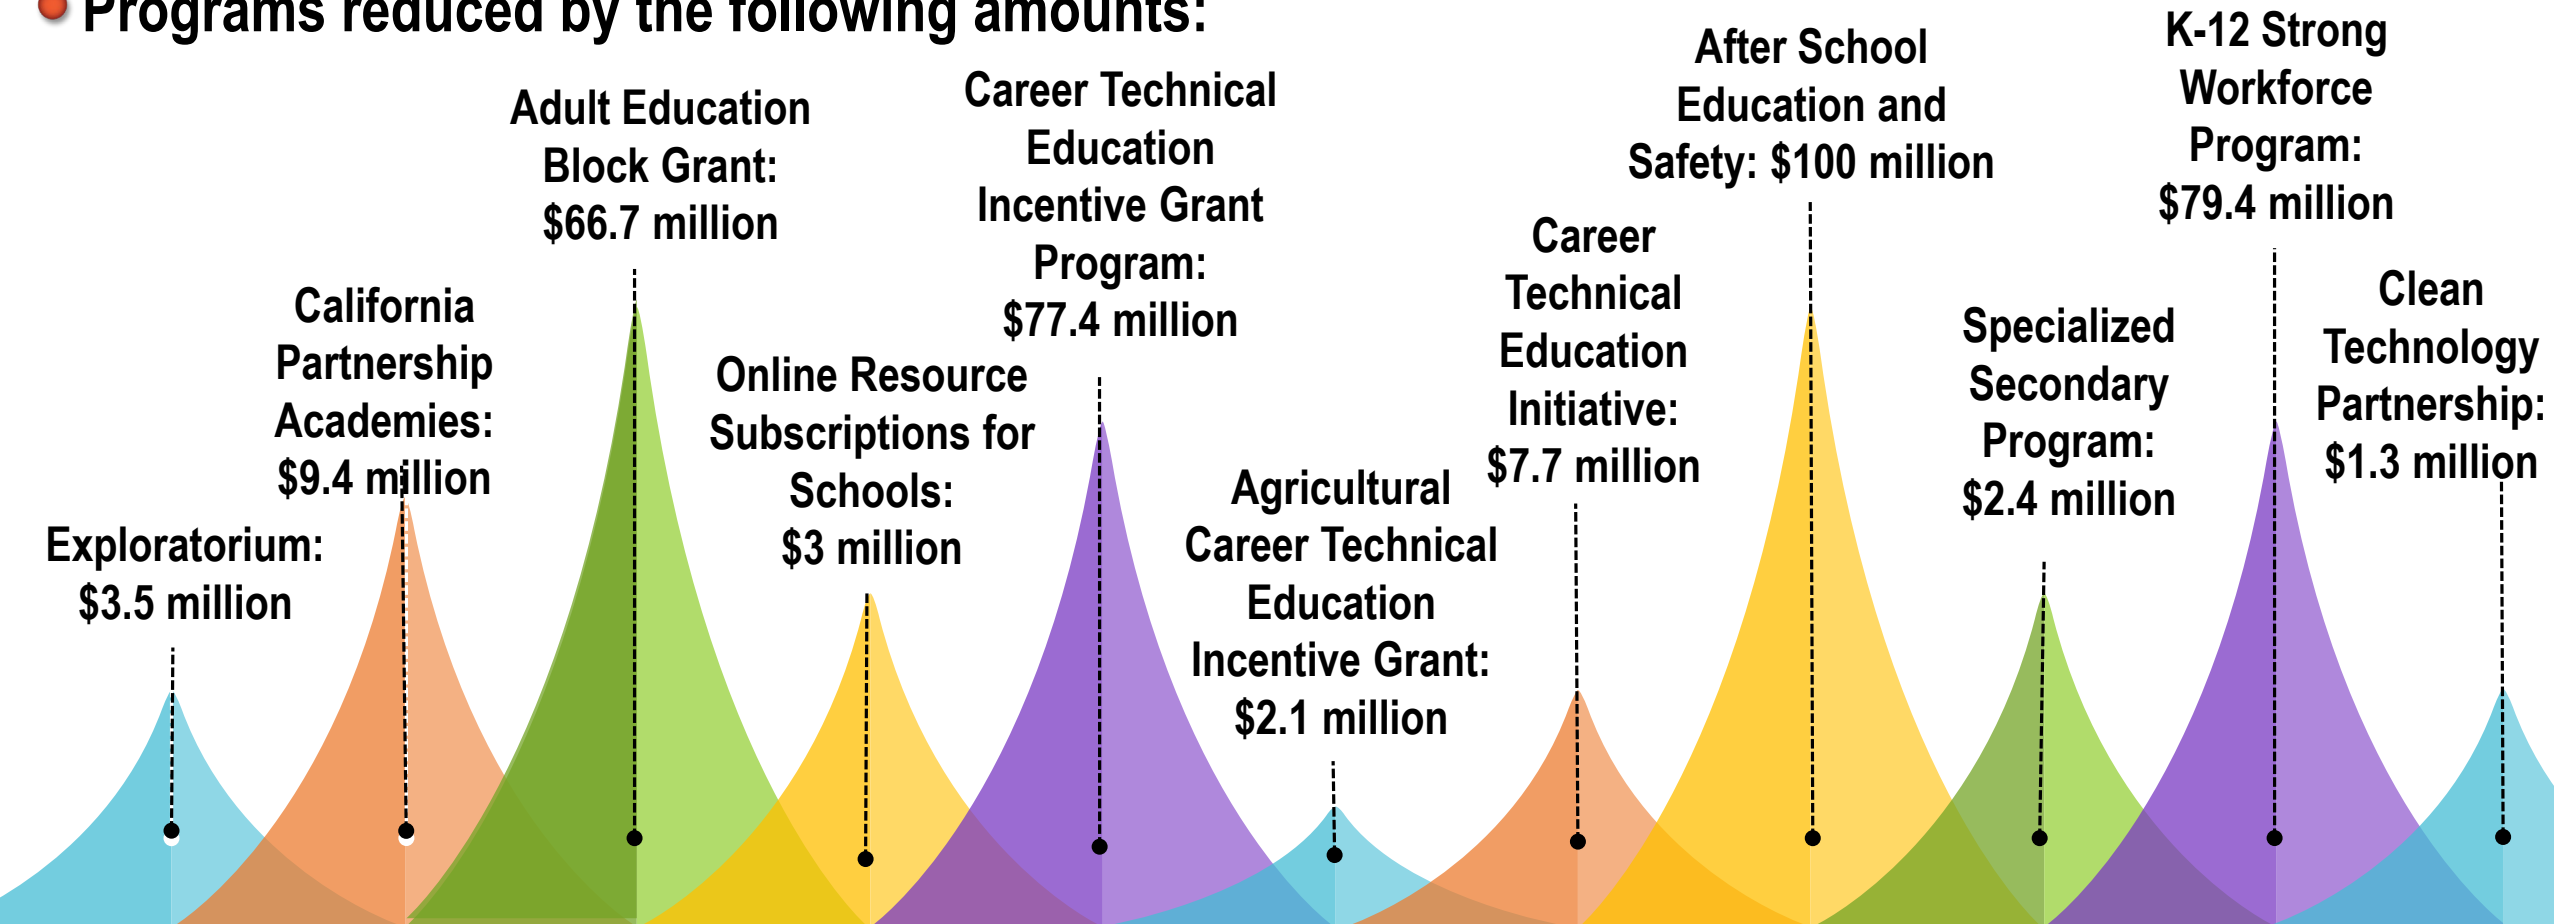 Programs reduced by the following amounts:
Exploratorium:
$3.5 million
California
Partnership
Academies:
$9.4 million
Adult Education
Block Grant:
$66.7 million
Online Resource
Subscriptions for
Schools:
$3 million
Career Technical
Education
Incentive Grant
Program:
$77.4 million
Agricultural
Career Technical
Education
Incentive Grant:
$2.1 million
Career
Technical
Education
Initiative:
$7.7 million
After School
Education and
Safety: $100 million
Specialized
Secondary
Program:
$2.4 million
K-12 Strong
Workforce
Program:
$79.4 million
Clean
Technology
Partnership:
$1.3 million